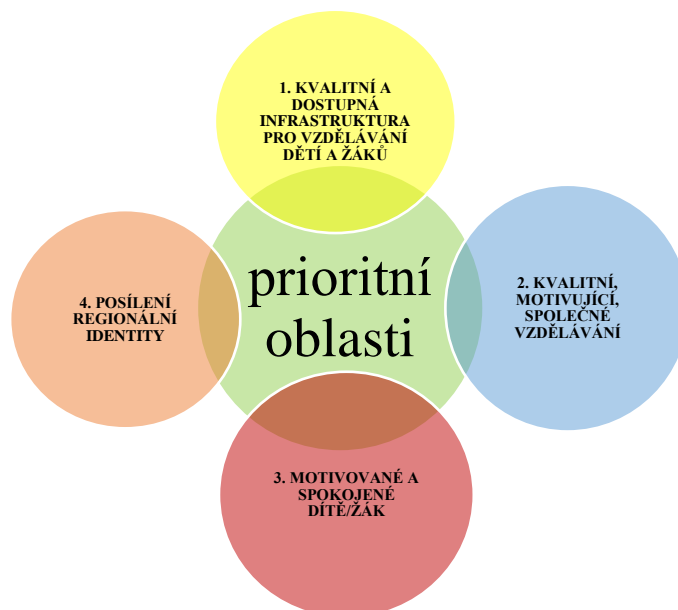 1. KVALITNÍ A
DOSTUPNÁ
INFRASTRUKTURA
PRO VZDĚLÁVÁNÍ
DĚTÍ A ŽÁKŮ
prioritní
oblasti
2. KVALITNÍ,
MOTIVUJÍCÍ,
SPOLEČNÉ
VZDĚLÁVÁNÍ
3. MOTIVOVANÉ A
SPOKOJENÉ
DÍTĚ/ŽÁK
4. POSÍLENÍ
REGIONÁLNÍ
IDENTITY